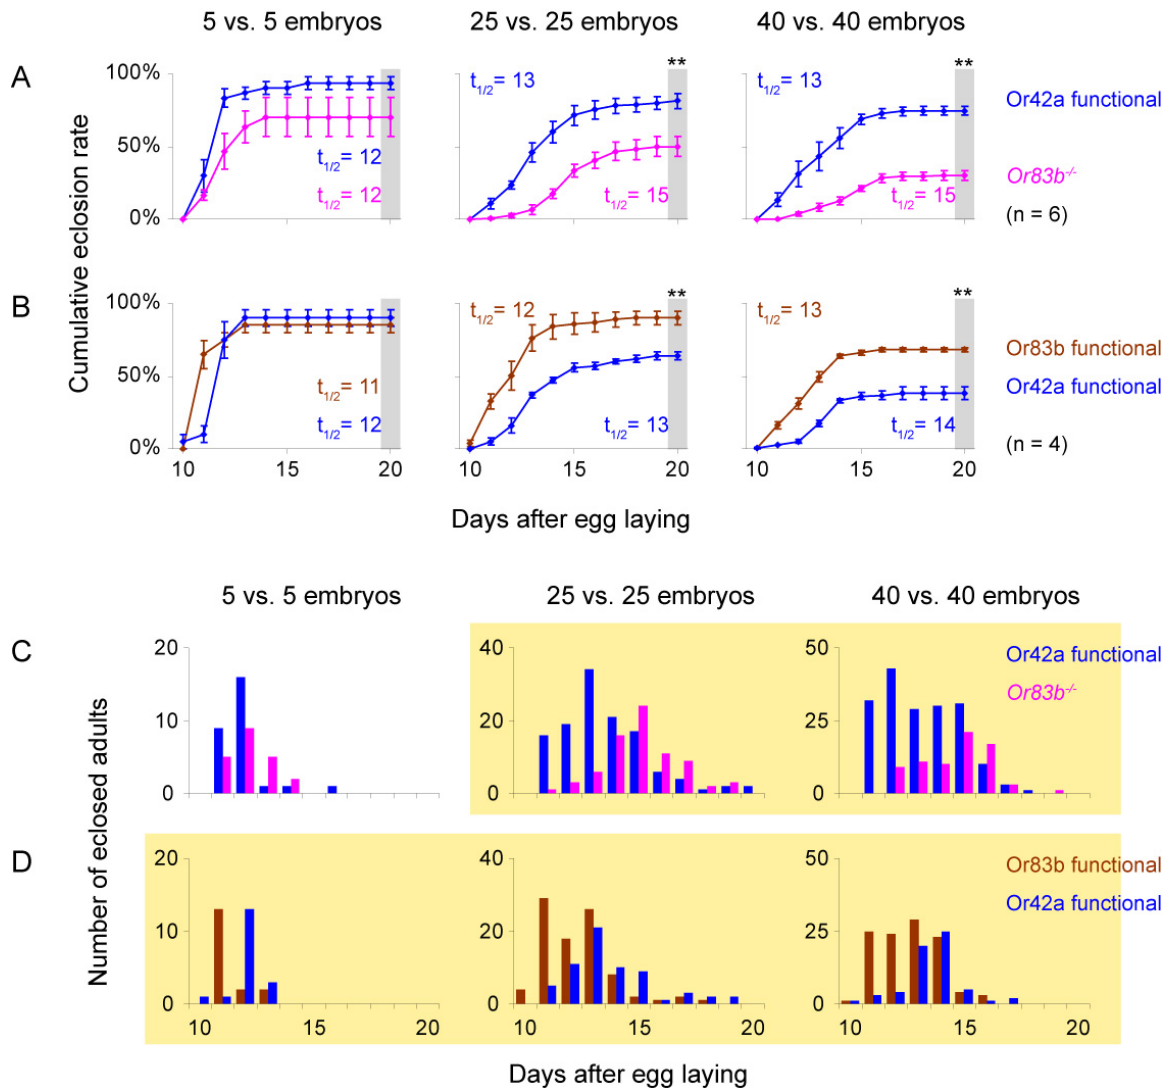 5 vs. 5 embryos 25 vs. 25 embryos 40 vs. 40 embryos
A
Cumulative eclosion rate
100%
50%
0%
t1/2= 12
t1/2= 12
**
t1/2= 13
t1/2= 15
**
t1/2= 13
t1/2= 15
Or42a functional
Or83b-/-
(n = 6)
B
100%
50%
0%
t1/2= 11
t1/2= 12
10 15 20
**
t1/2= 12
t1/2= 13
10 15 20
**
t1/2= 13
t1/2= 14
10 15 20
Or83b functional
Or42a functional
(n = 4)
Days after egg laying
5 vs. 5 embryos 25 vs. 25 embryos 40 vs. 40 embryos
C
Number of eclosed adults
20
10
0
40
20
0
50
25
0
Or42a functional
Or83b-/-
D
20
10
0
10 15 20
40
20
0
10 15 20
50
25
0
10 15 20
Or83b functional
Or42a functional
Days after egg laying